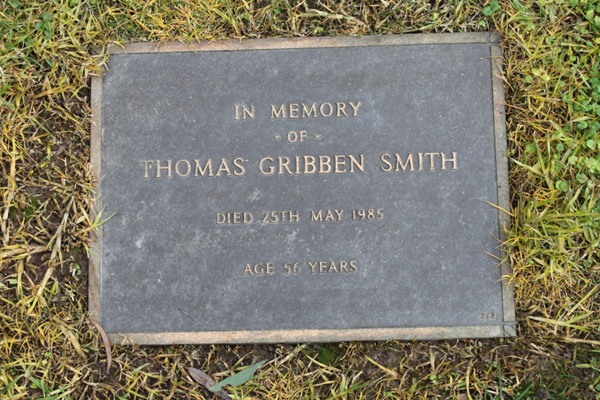 IN MEMORY
- OF -
THOMAS GRIBBEN SMITH
DIED 25TH MAY 1985
AGE 56 YEARS